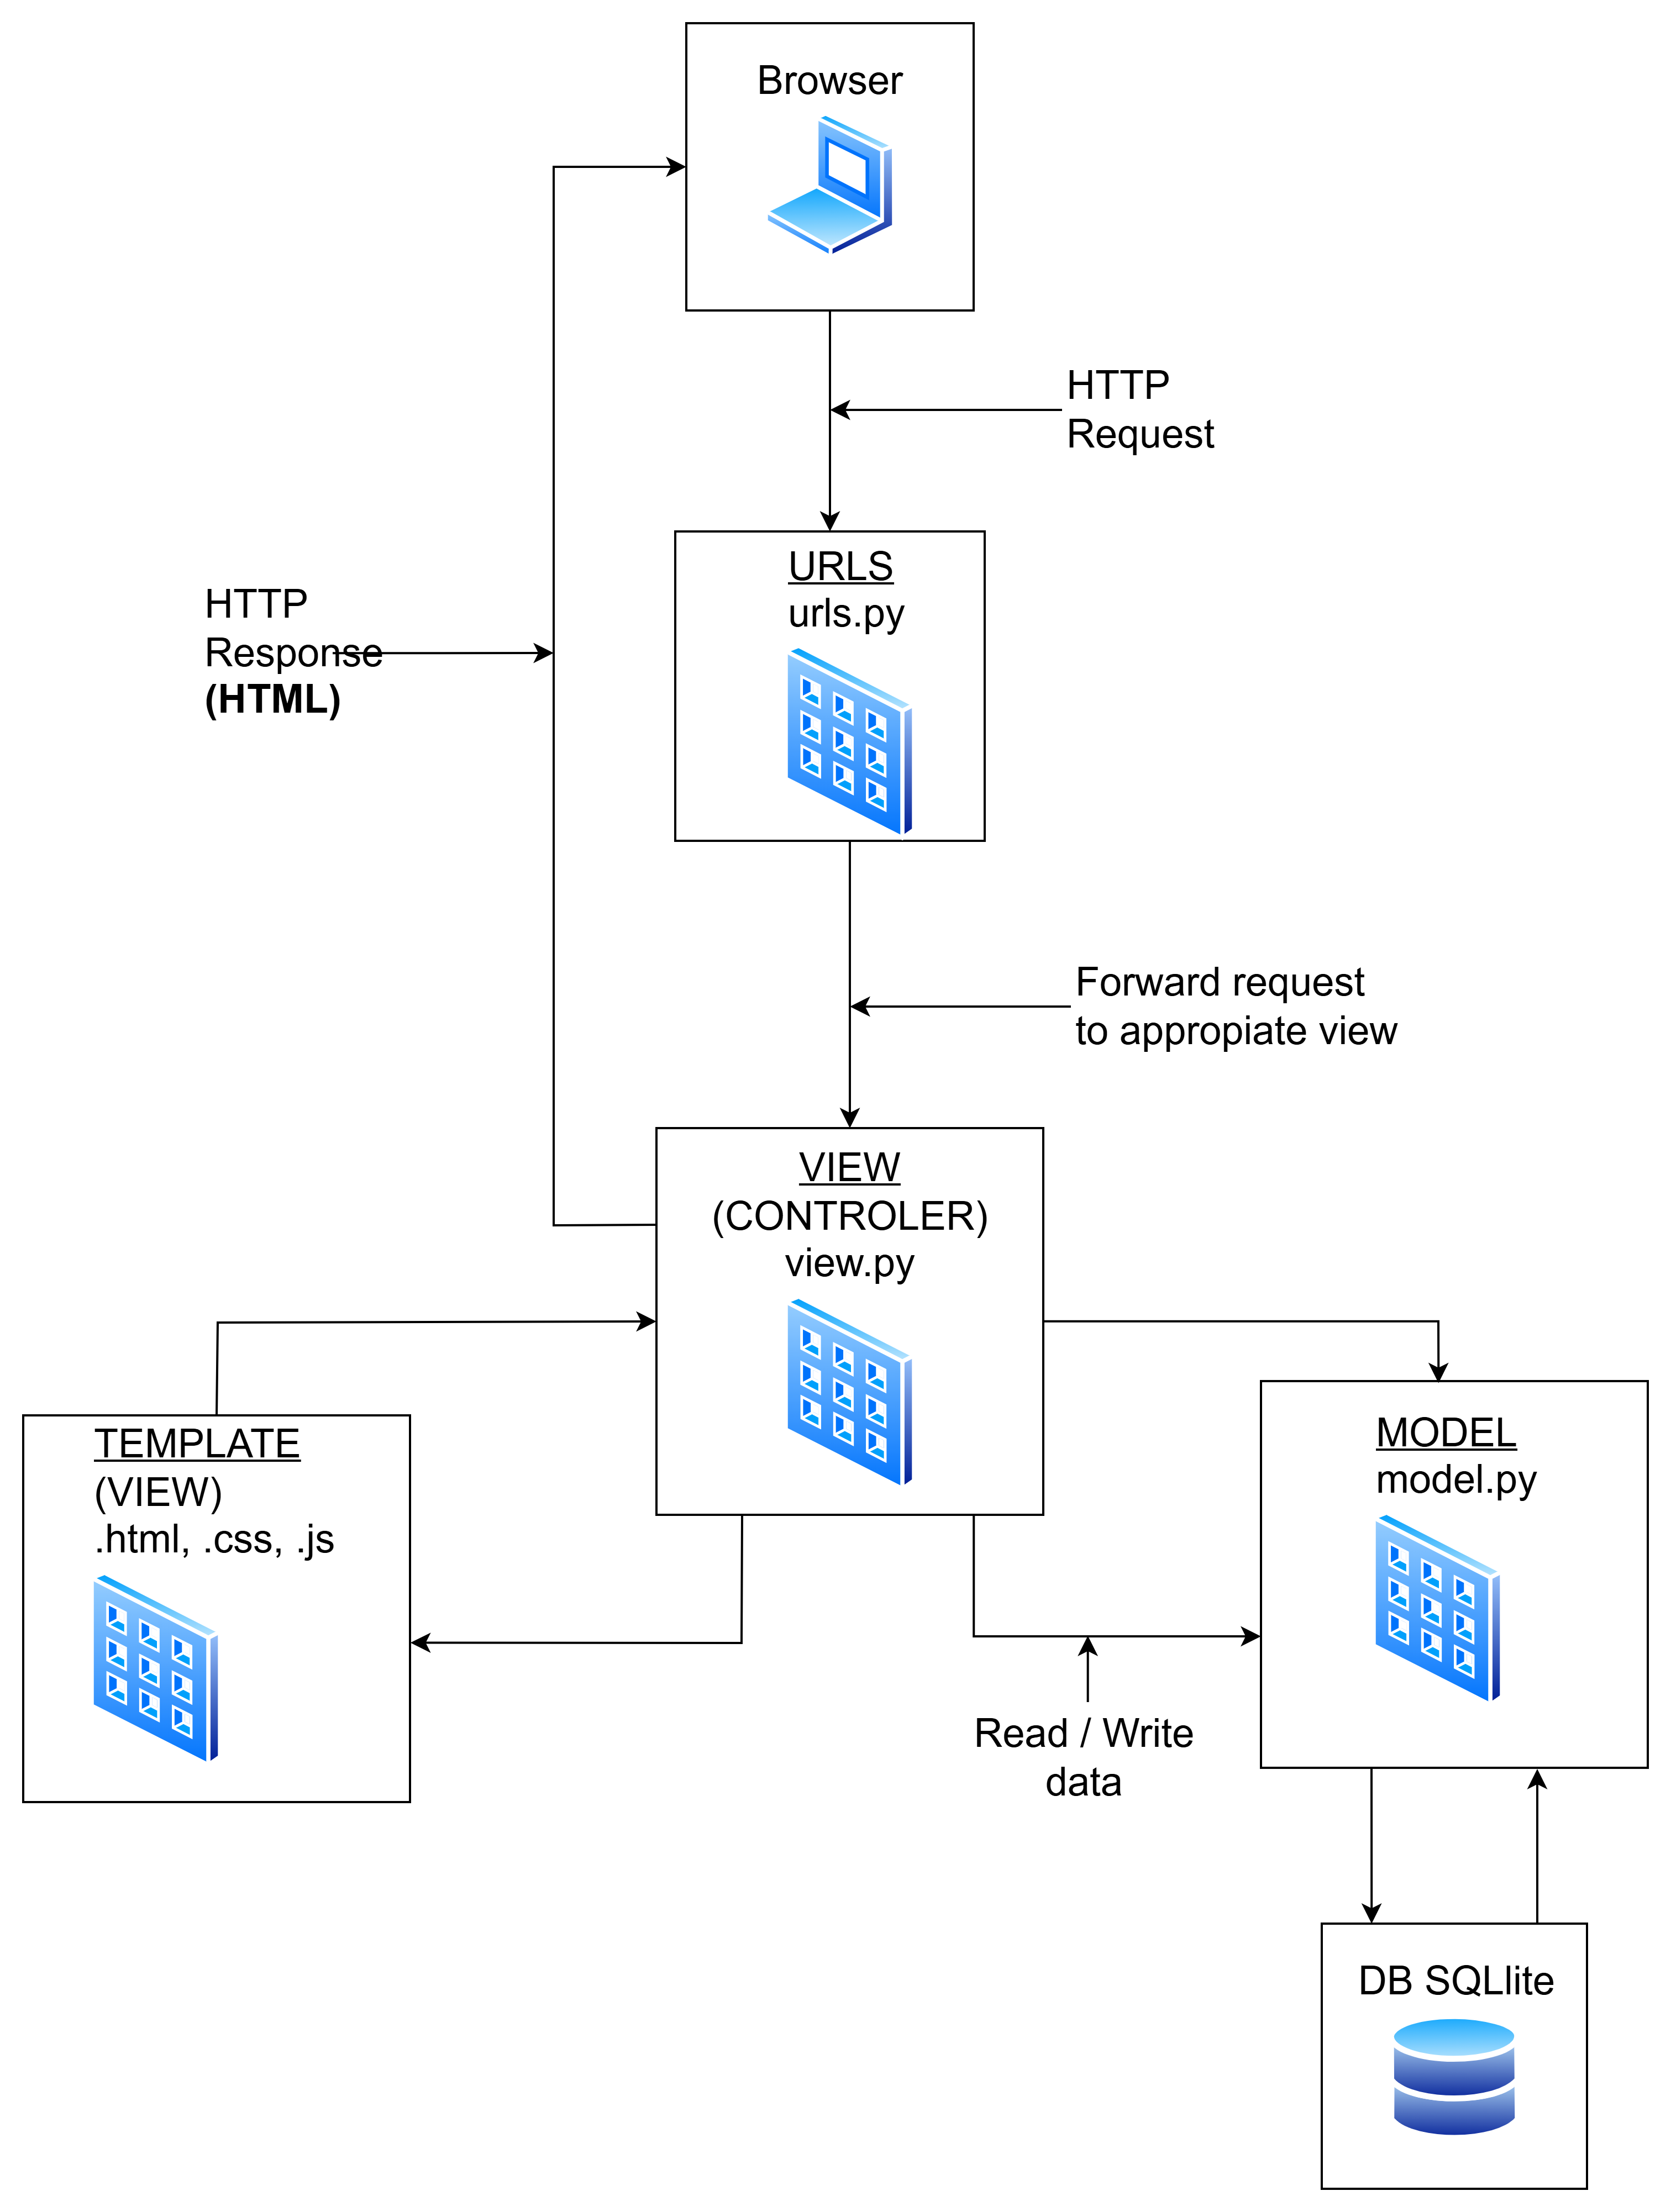 Browser
HTTP
Request
URLS
urls.py
HTTP
Response
(HTML)
Forward request
to appropiate view
VIEW
(CONTROLER)
view.py
TEMPLATE
(VIEW)
.html, .css, .js
MODEL
model.py
Read / Write
data
DB SQLlite